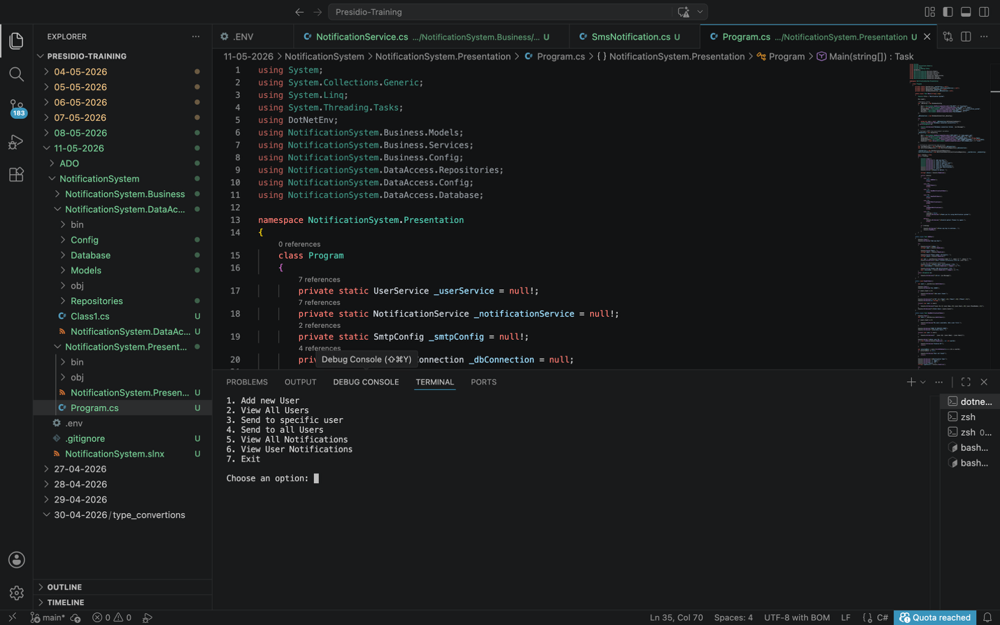 Presidio-Training
EXPLORER
PRESIDIO-TRAINING
04-05-2026
05-05-2026
06-05-2026
07-05-2026
08-05-2026
11-05-2026
ADO
NotificationSystem
NotificationSystem.Business
NotificationSystem.DataAc...
bin
Config
Database
Models
obj
Repositories
Class1.cs U
NotificationSystem.DataAc... U
NotificationSystem.Present...
bin
obj
NotificationSystem.Presen... U
Program.cs U
.env
.gitignore U
NotificationSystem.slnx U
27-04-2026
28-04-2026
29-04-2026
30-04-2026/type_convertions
OUTLINE
TIMELINE
183
.ENV
NotificationService.cs .../NotificationSystem.Business/... U
SmsNotification.cs U
Program.cs .../NotificationSystem.Presentation U
11-05-2026 > NotificationSystem > NotificationSystem.Presentation > Program.cs > { } NotificationSystem.Presentation > Program > Main(string[]) : Task
1 using System;
2 using System.Collections.Generic;
3 using System.Linq;
4 using System.Threading.Tasks;
5 using DotNetEnv;
6 using NotificationSystem.Business.Models;
7 using NotificationSystem.Business.Services;
8 using NotificationSystem.Business.Config;
9 using NotificationSystem.DataAccess.Repositories;
10 using NotificationSystem.DataAccess.Config;
11 using NotificationSystem.DataAccess.Database;
12
13 namespace NotificationSystem.Presentation
14 {
0 references
15 class Program
16 {
7 references
17 private static UserService _userService = null!;
7 references
18 private static NotificationService _notificationService = null!;
2 references
19 private static SmtpConfig _smtpConfig = null!;
4 references
20 pri onnection _dbConnection = null;
Debug Console (⇧⌘Y)
PROBLEMS OUTPUT DEBUG CONSOLE TERMINAL PORTS
1. Add new User
2. View All Users
3. Send to specific user
4. Send to all Users
5. View All Notifications
6. View User Notifications
7. Exit
Choose an option:
dotne...
zsh
zsh 0...
bash...
bash...
main* 0 0 Ln 35, Col 70 Spaces: 4 UTF-8 with BOM LF { } C# Quota reached